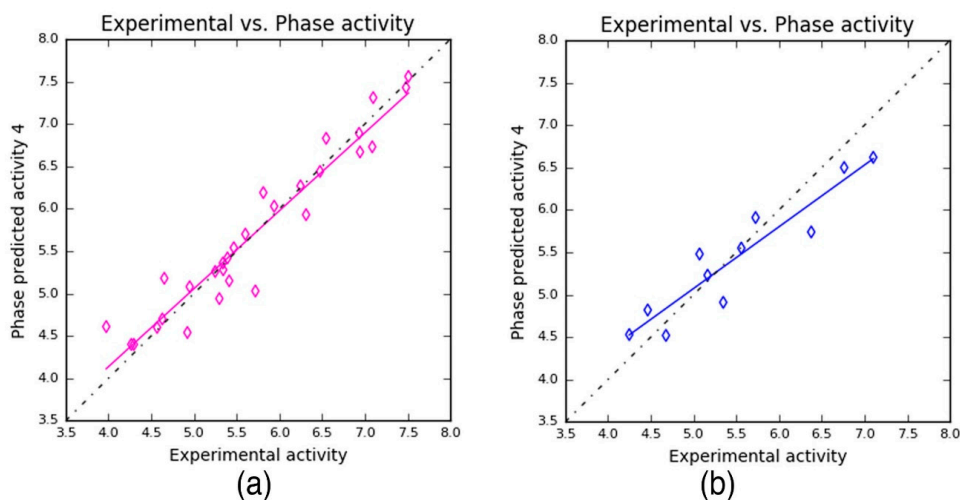 Experimental vs. Phase activity
8.0
7.5
7.0
6.5
6.0
5.5
5.0
4.5
4.0
3.5
Phase predicted activity 4
3.5 4.0 4.5 5.0 5.5 6.0 6.5 7.0 7.5 8.0
Experimental activity
(a)
Experimental vs. Phase activity
8.0
7.5
7.0
6.5
6.0
5.5
5.0
4.5
4.0
3.5
Phase predicted activity 4
3.5 4.0 4.5 5.0 5.5 6.0 6.5 7.0 7.5 8.0
Experimental activity
(b)